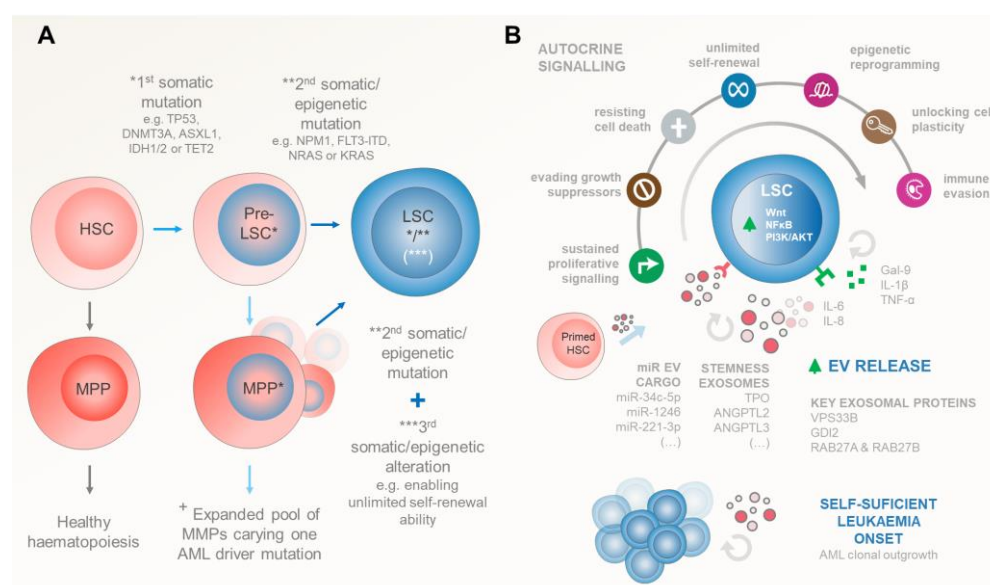 A
*1st somatic
mutation
e.g. TP53,
DNMT3A, ASXL1,
IDH1/2 or TET2
**2nd somatic/
epigenetic
mutation
e.g. NPM1, FLT3-ITD,
NRAS or KRAS
HSC
Pre-
LSC*
LSC
*/**
(***)
MPP
MPP*
**2nd somatic/
epigenetic
mutation
+
***3rd
somatic/epigenetic
alteration
e.g. enabling
unlimited self-renewal
ability
Healthy
haematopoiesis
+ Expanded pool of
MMPs carying one
AML driver mutation
B
AUTOCRINE
SIGNALLING
unlimited
self-renewal
epigenetic
reprogramming
resisting
cell death
unlocking cell
plasticity
evading growth
suppressors
immune
evasion
sustained
proliferative
signalling
LSC
Wnt
NFκB
PI3K/AKT
Gal-9
IL-1β
TNF-α
IL-6
IL-8
Primed
HSC
miR EV
CARGO
miR-34c-5p
miR-1246
miR-221-3p
(...)
STEMNESS
EXOSOMES
TPO
ANGPTL2
ANGPTL3
(...)
EV RELEASE
KEY EXOSOMAL PROTEINS
VPS33B
GDI2
RAB27A & RAB27B
SELF-SUFICIENT
LEUKAEMIA
ONSET
AML clonal outgrowth